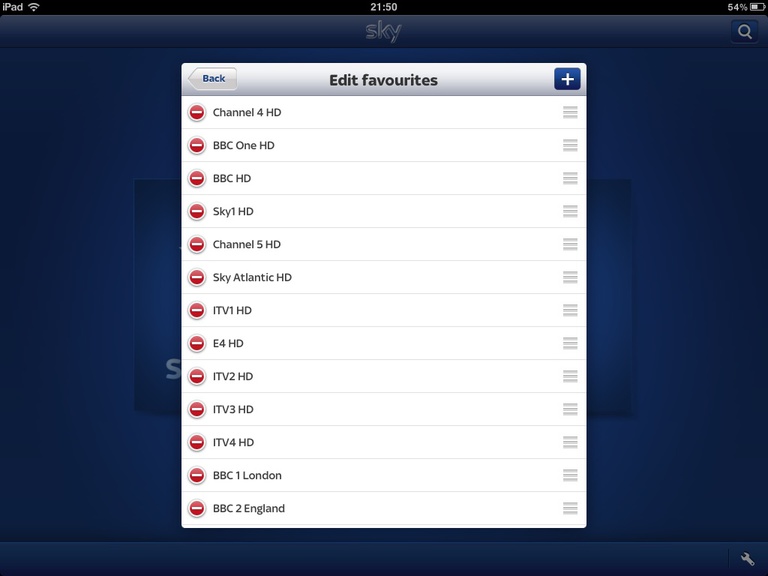 iPad 21:50 54%
sky
Back Edit favourites +
Channel 4 HD
BBC One HD
BBC HD
Sky1 HD
Channel 5 HD
Sky Atlantic HD
ITV1 HD
E4 HD
ITV2 HD
ITV3 HD
ITV4 HD
BBC 1 London
BBC 2 England